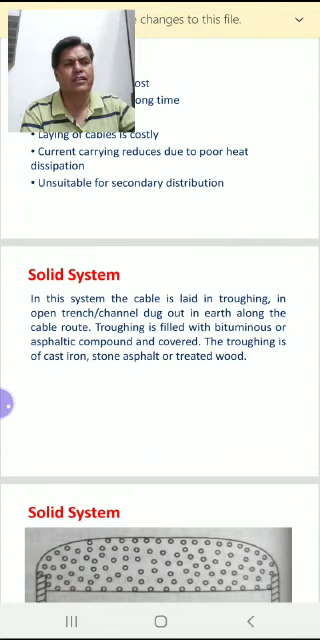 changes to this file.
ost
ong time
• Laying of cables is costly
• Current carrying reduces due to poor heat
dissipation
• Unsuitable for secondary distribution
Solid System
In this system the cable is laid in troughing, in
open trench/channel dug out in earth along the
cable route. Troughing is filled with bituminous or
asphaltic compound and covered. The troughing is
of cast iron, stone asphalt or treated wood.
Solid System